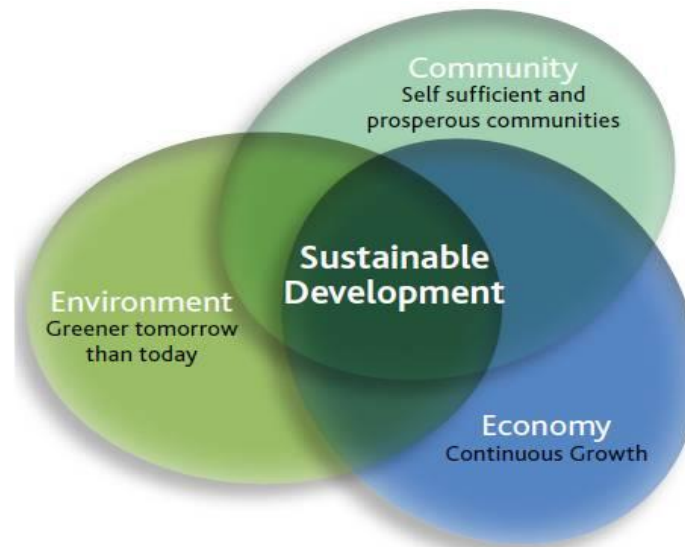 Community
Self sufficient and
prosperous communities
Sustainable
Development
Environment
Greener tomorrow
than today
Economy
Continuous Growth